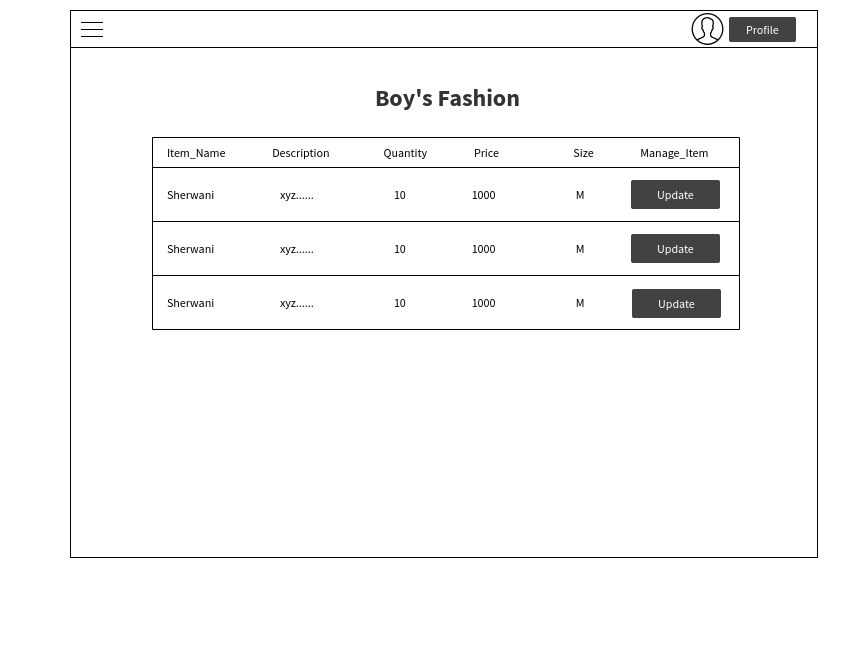 Profile
Boy's Fashion
Item_Name Description Quantity Price Size Manage_Item
Sherwani xyz...... 10 1000 M Update
Sherwani xyz...... 10 1000 M Update
Sherwani xyz...... 10 1000 M Update